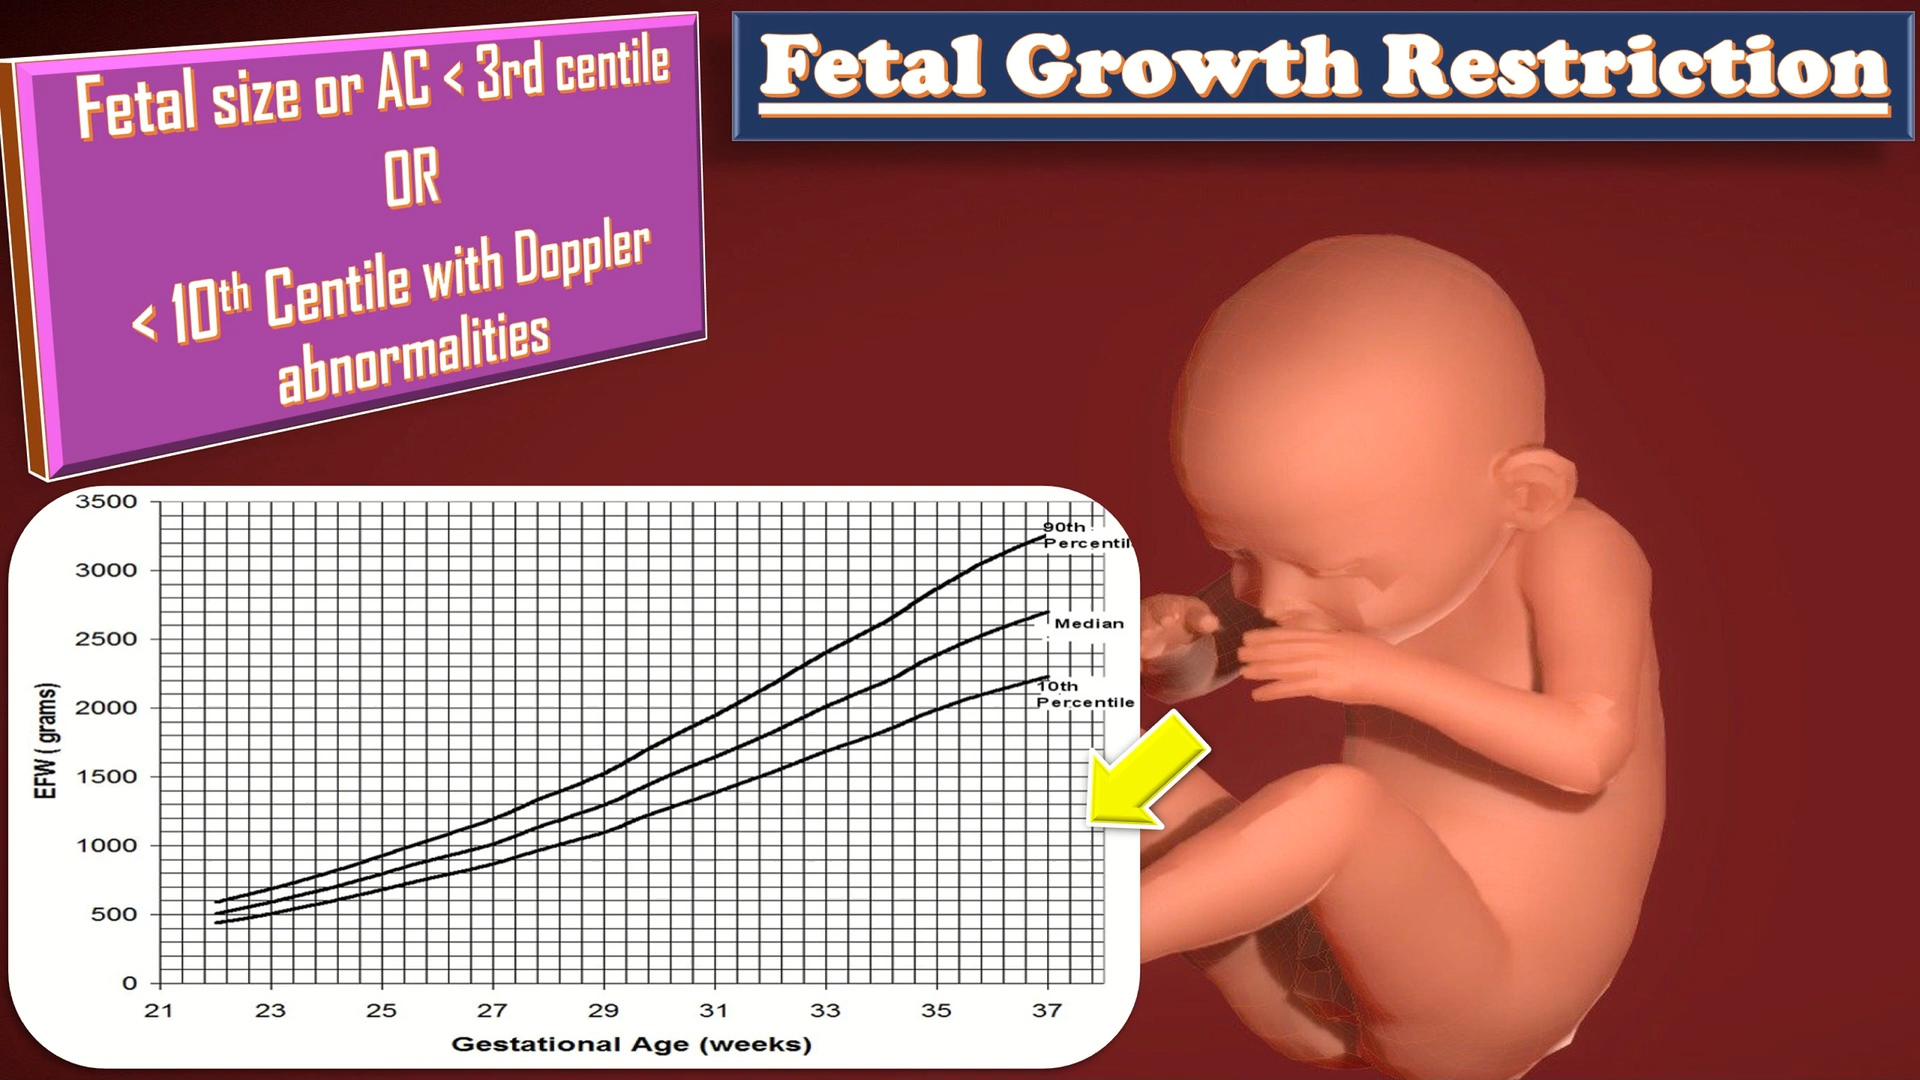 Fetal Growth Restriction
Fetal size or AC < 3rd centile
OR
< 10th Centile with Doppler
abnormalities
3500
3000
2500
2000
1500
1000
500
0
EFW ( grams)
90th
Percentil
Median
10th
Percentile
21 23 25 27 29 31 33 35 37
Gestational Age (weeks)